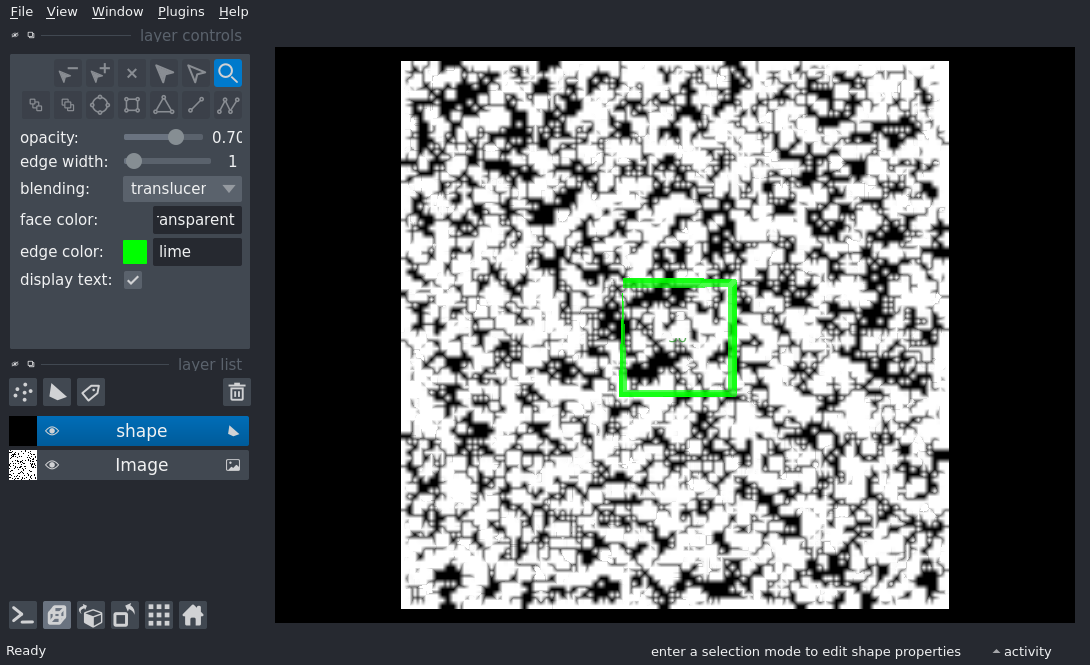 File View Window Plugins Help
layer controls
opacity: 0.70
edge width: 1
blending: translucer
face color: ansparent
edge color: lime
display text:
layer list
shape
Image
Ready
enter a selection mode to edit shape properties
activity